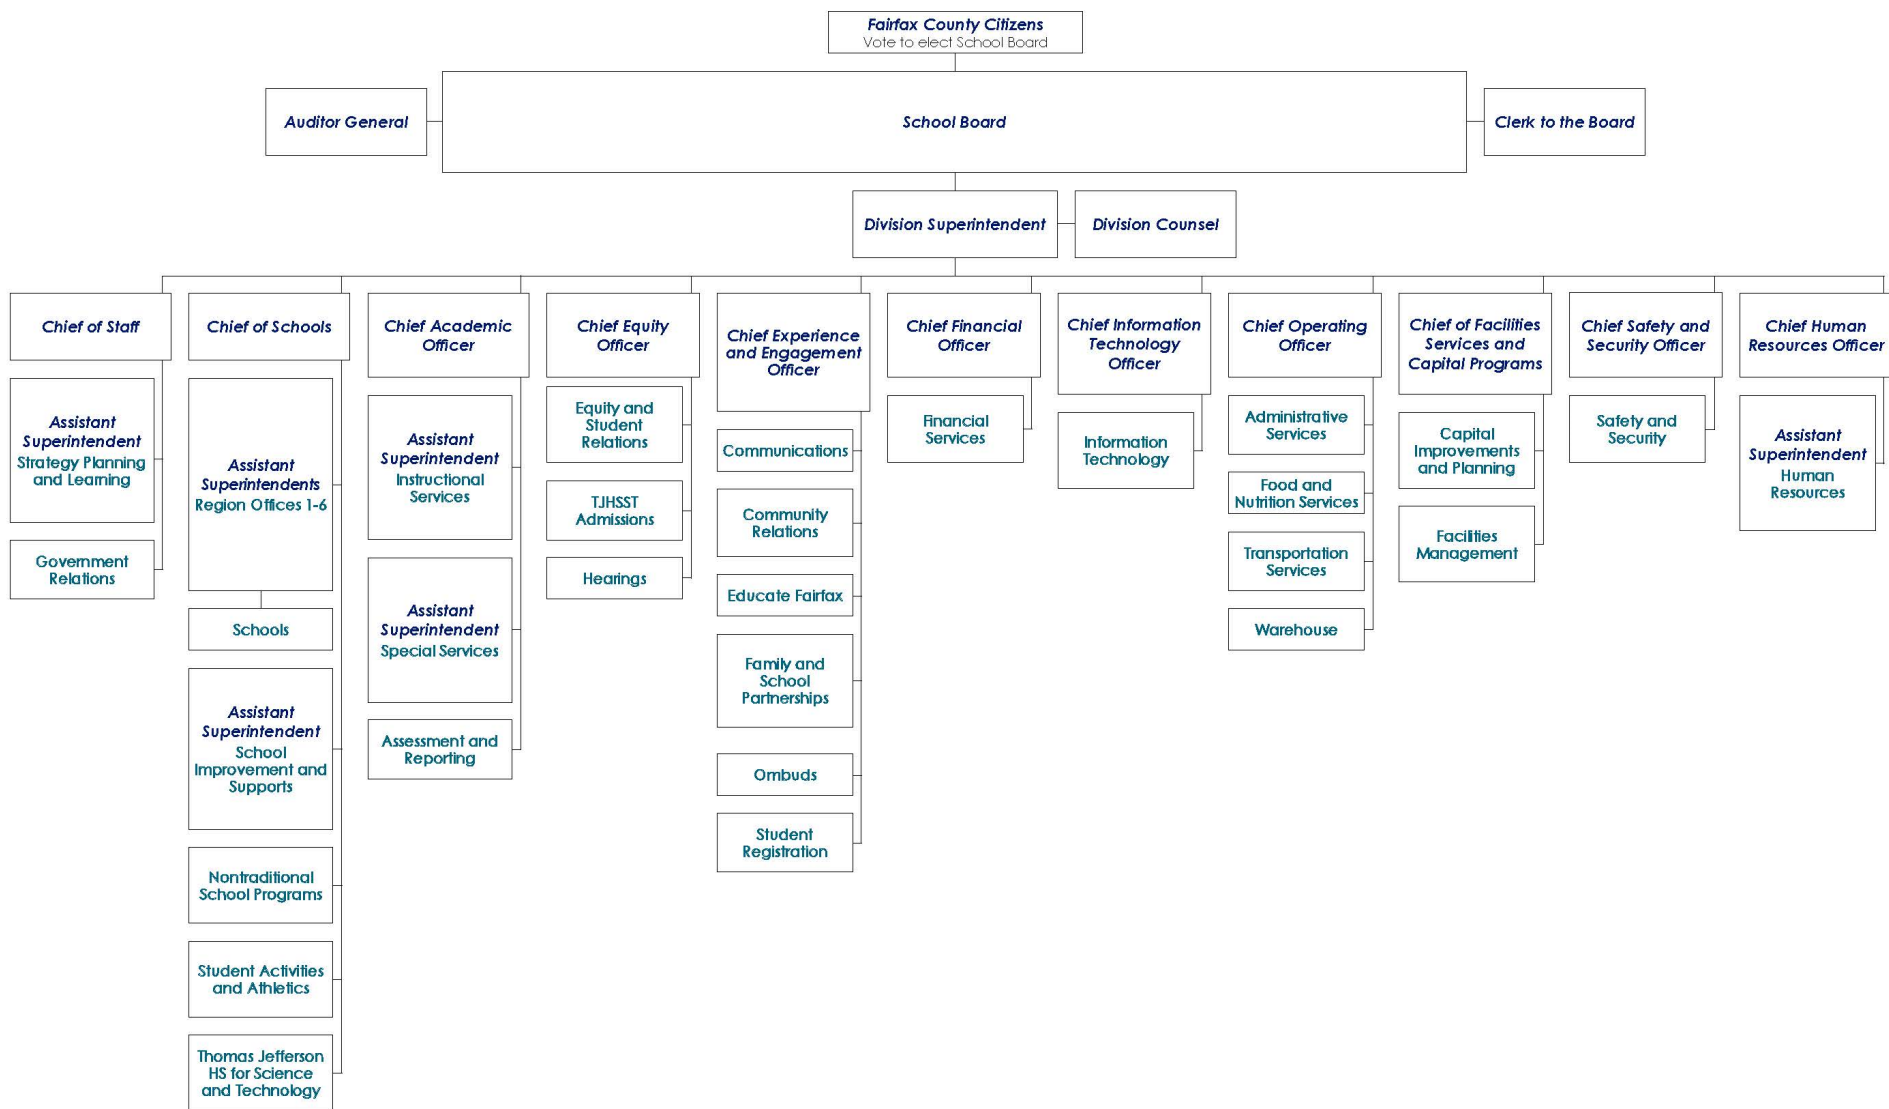 Fairfax County Citizens
Vote to elect School Board
Auditor General
School Board
Clerk to the Board
Division Superintendent
Division Counsel
Chief of Staff
Assistant
Superintendent
Strategy Planning
and Learning
Government
Relations
Chief of Schools
Assistant
Superintendents
Region Offices 1-6
Schools
Assistant
Superintendent
School
Improvement and
Supports
Nontraditional
School Programs
Student Activities
and Athletics
Thomas Jefferson
HS for Science
and Technology
Chief Academic
Officer
Assistant
Superintendent
Instructional
Services
Assistant
Superintendent
Special Services
Assessment and
Reporting
Chief Equity
Officer
Equity and
Student
Relations
TJHSST
Admissions
Hearings
Chief Experience
and Engagement
Officer
Communications
Community
Relations
Educate Fairfax
Family and
School
Partnerships
Ombuds
Student
Registration
Chief Financial
Officer
Financial
Services
Chief Information
Technology
Officer
Information
Technology
Chief Operating
Officer
Administrative
Services
Food and
Nutrition Services
Transportation
Services
Warehouse
Chief of Facilities
Services and
Capital Programs
Capital
Improvements
and Planning
Facilities
Management
Chief Safety and
Security Officer
Safety and
Security
Chief Human
Resources Officer
Assistant
Superintendent
Human
Resources